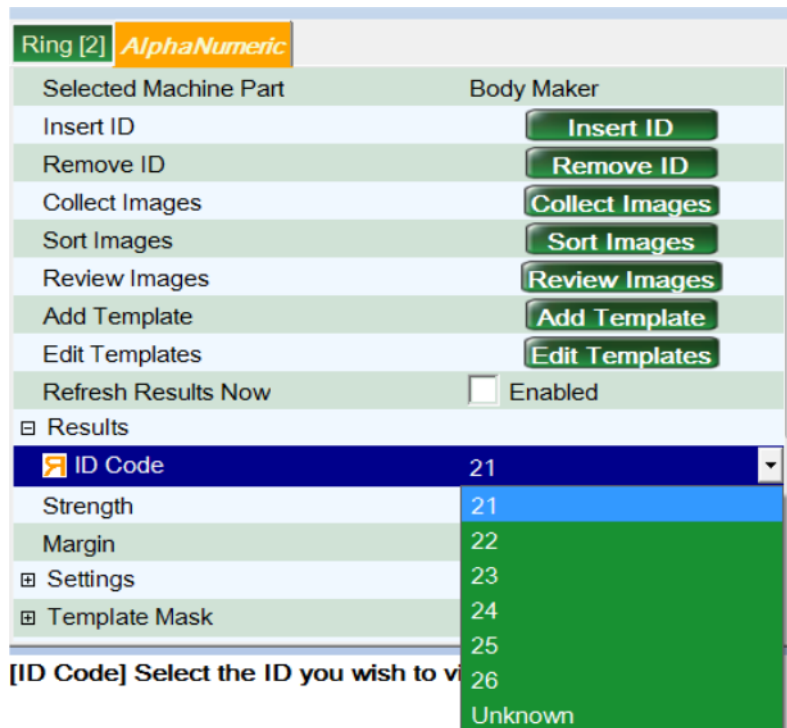 Ring [2] AlphaNumeric
Selected Machine Part Body Maker
Insert ID Insert ID
Remove ID Remove ID
Collect Images Collect Images
Sort Images Sort Images
Review Images Review Images
Add Template Add Template
Edit Templates Edit Templates
Refresh Results Now Enabled
Results
Я ID Code 21
Strength 21
Margin 22
Settings 23
Template Mask 24
25
[ID Code] Select the ID you wish to vi 26
Unknown